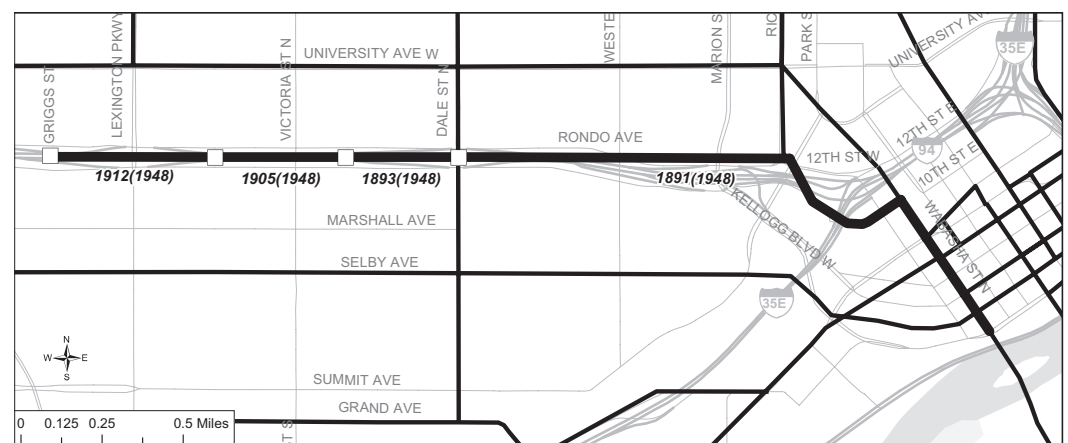 GRIGGS ST
LEXINGTON PKWY
VICTORIA ST N
DALE ST N
WESTE
MARION S
RIC
PARK S
UNIVERSITY AV
35E
UNIVERSITY AVE W
RONDO AVE
12TH ST W
12TH ST E
94
10TH ST E
1912(1948)
1905(1948)
1893(1948)
1891(1948)
KELLOGG BLVD W
WABASHA ST N
MARSHALL AVE
SELBY AVE
35E
N
W E
S
SUMMIT AVE
GRAND AVE
T S
0 0.125 0.25 0.5 Miles